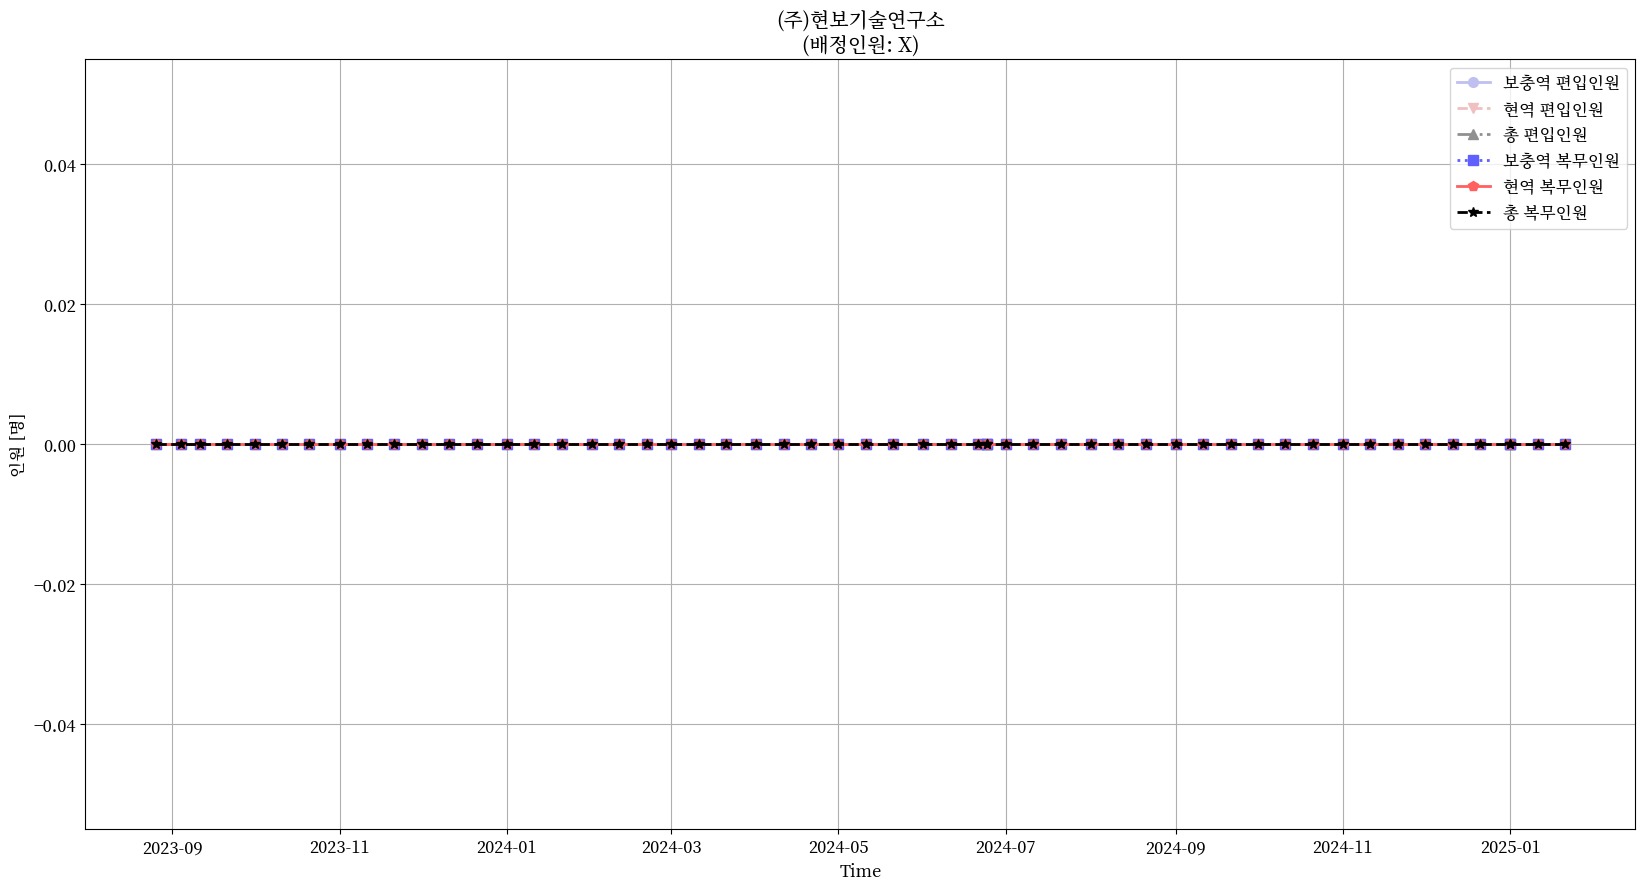 (주)현보기술연구소
(배정인원: X)
보충역 편입인원
현역 편입인원
총 편입인원
보충역 복무인원
현역 복무인원
총 복무인원
0.04
0.02
0.00
−0.02
−0.04
인원 [명]
2023-09 2023-11 2024-01 2024-03 2024-05 2024-07 2024-09 2024-11 2025-01
Time